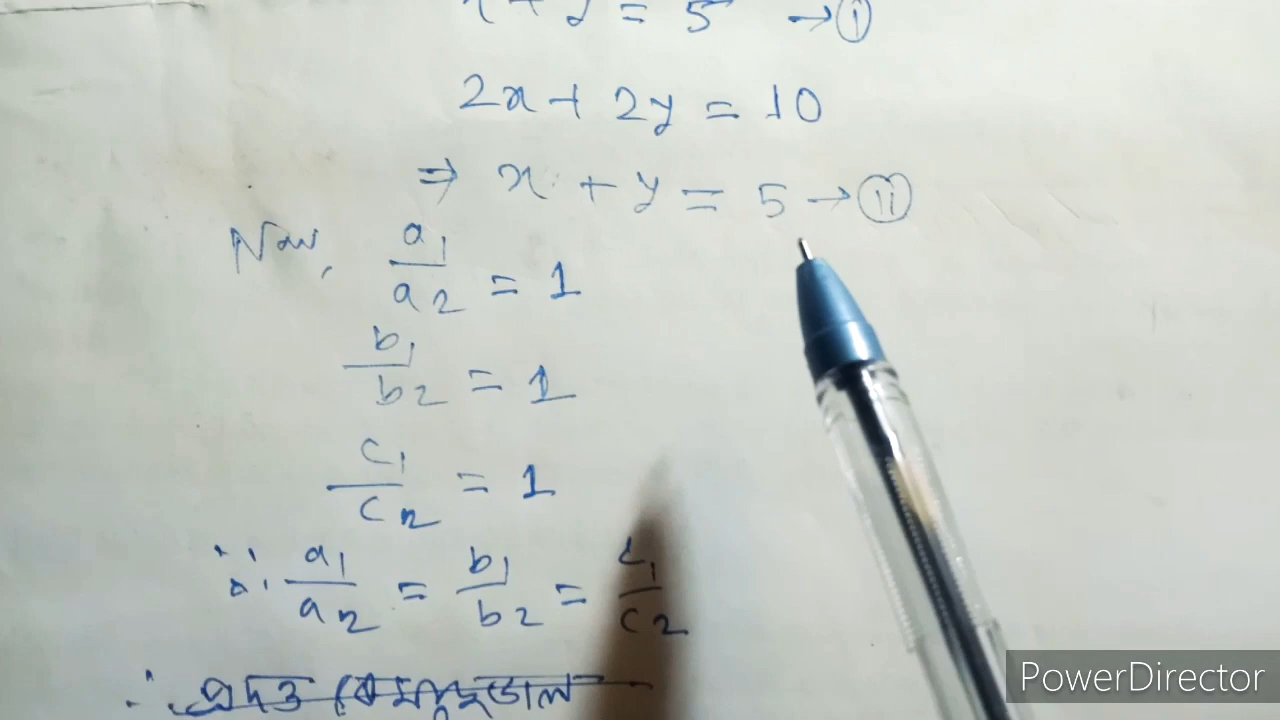 x + y = 5 → (i)
2x + 2y = 10
⇒ x + y = 5 → (ii)
Now, a1/a2 = 1
b1/b2 = 1
c1/c2 = 1
∵ a1/a2 = b1/b2 = c1/c2
∴ প্রদত্ত
PowerDirector